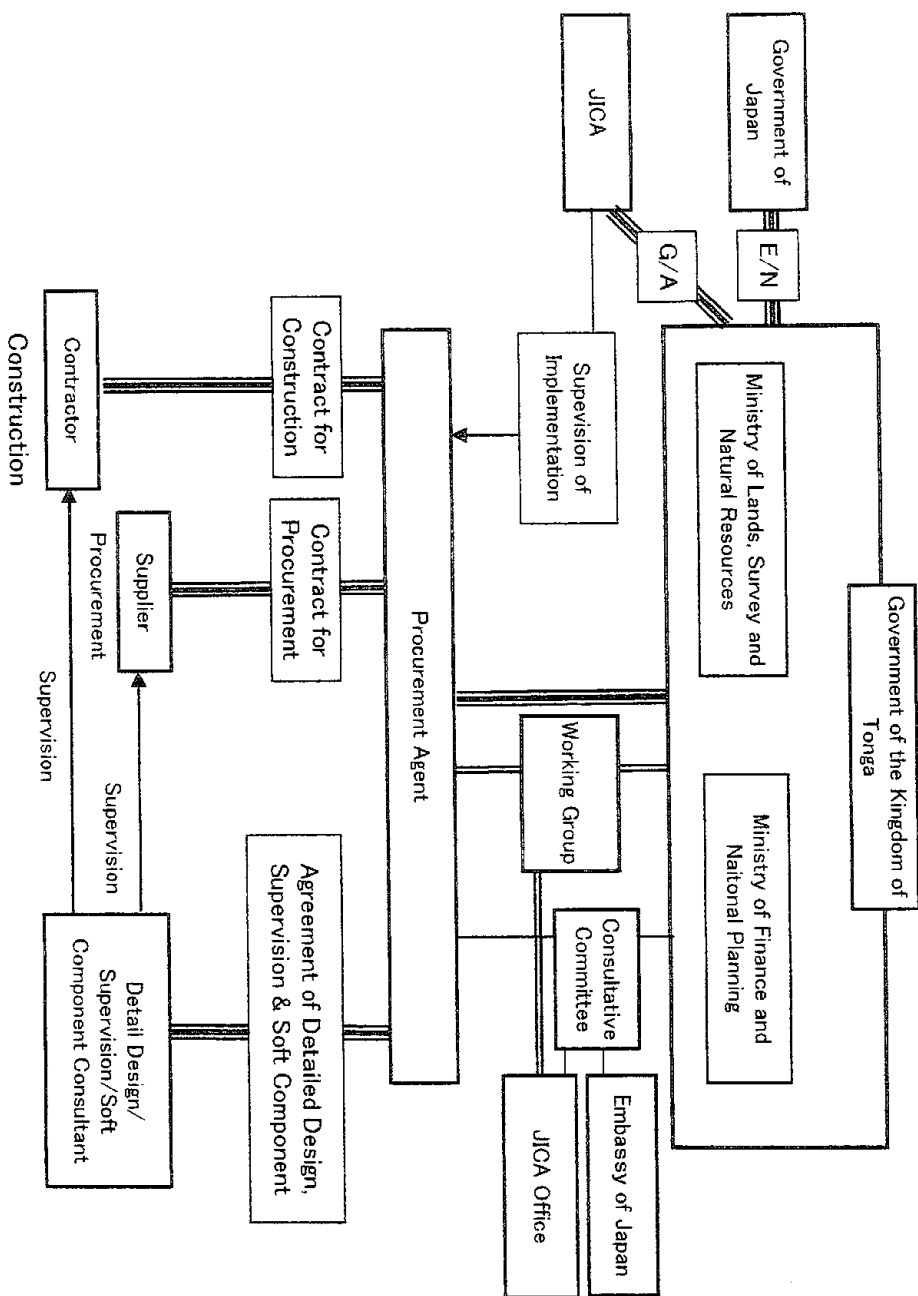 Government of the Kingdom of
Tonga
Government of
Japan
E/N
Ministry of Lands, Survey and
Natural Resources
Ministry of Finance and
Naitonal Planning
JICA
G/A
Supevision of
Implementation
Working Group
Consultative
Committee
Embassy of Japan
JICA Office
Procurement Agent
Contract for
Construction
Contract for
Procurement
Agreement of Detailed Design,
Supervision & Soft Component
Contractor
Construction
Supplier
Procurement
Supervision
Supervision
Detail Design/
Supervision/Soft
Component Consultant